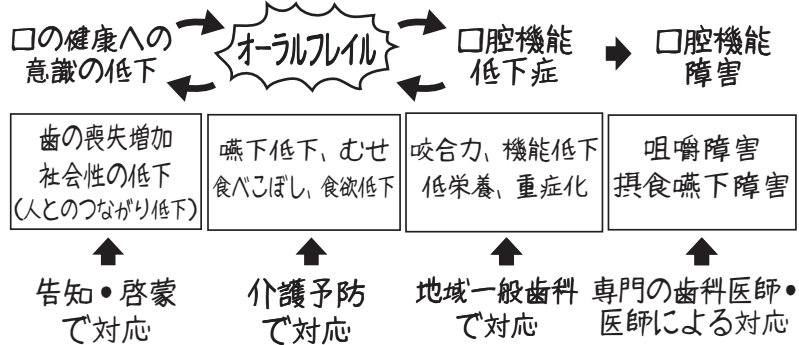 口の健康への
意識の低下
オーラルフレイル
口腔機能
低下症
口腔機能
障害
歯の喪失増加
社会性の低下
(人とのつながり低下)
嚥下低下、むせ
食べこぼし、食欲低下
咬合力、機能低下
低栄養、重症化
咀嚼障害
摂食嚥下障害
告知・啓蒙
で対応
介護予防
で対応
地域一般歯科
で対応
専門の歯科医師・
医師による対応